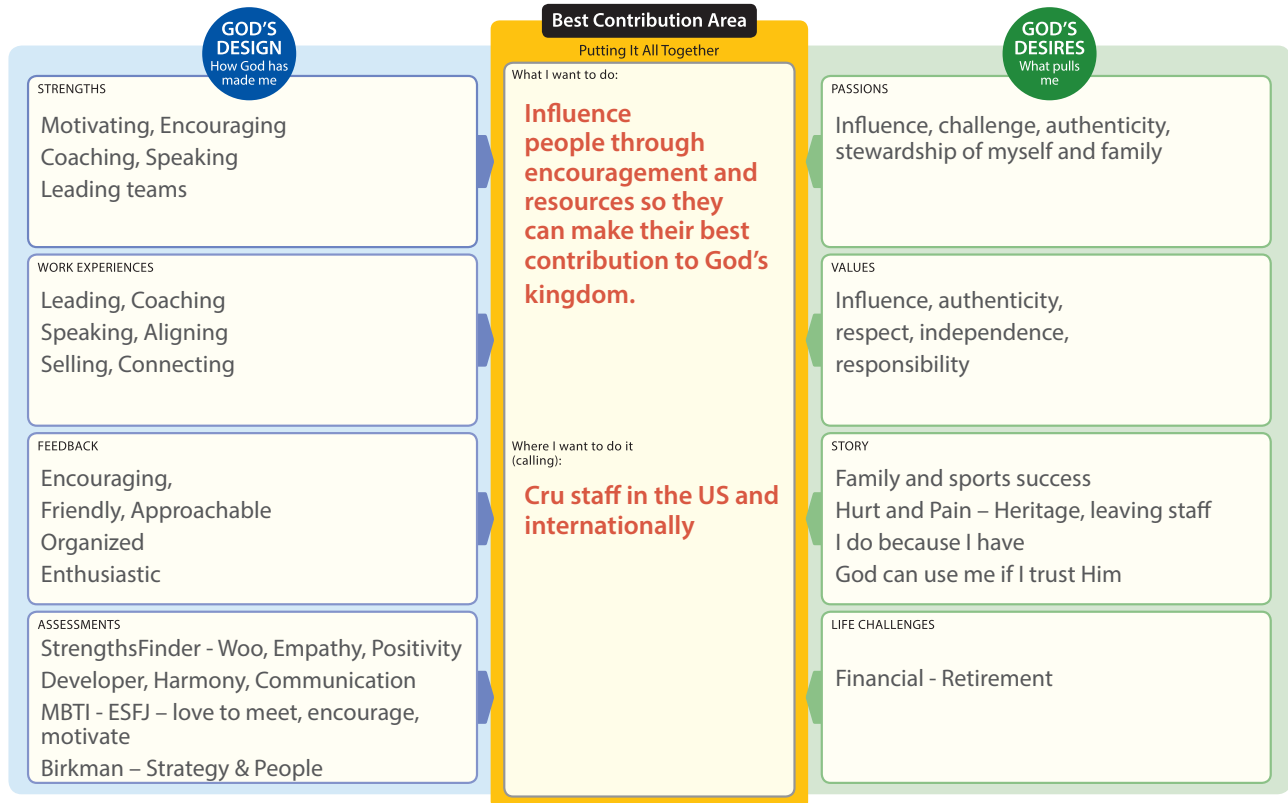 GOD'S
DESIGN
How God has
made me
STRENGTHS
Motivating, Encouraging
Coaching, Speaking
Leading teams
WORK EXPERIENCES
Leading, Coaching
Speaking, Aligning
Selling, Connecting
FEEDBACK
Encouraging,
Friendly, Approachable
Organized
Enthusiastic
ASSESSMENTS
StrengthsFinder - Woo, Empathy, Positivity
Developer, Harmony, Communication
MBTI - ESFJ – love to meet, encourage,
motivate
Birkman – Strategy & People
Best Contribution Area
Putting It All Together
What I want to do:
Influence
people through
encouragement and
resources so they
can make their best
contribution to God's
kingdom.
Where I want to do it
(calling):
Cru staff in the US and
internationally
GOD'S
DESIRES
What pulls
me
PASSIONS
Influence, challenge, authenticity,
stewardship of myself and family
VALUES
Influence, authenticity,
respect, independence,
responsibility
STORY
Family and sports success
Hurt and Pain – Heritage, leaving staff
I do because I have
God can use me if I trust Him
LIFE CHALLENGES
Financial - Retirement